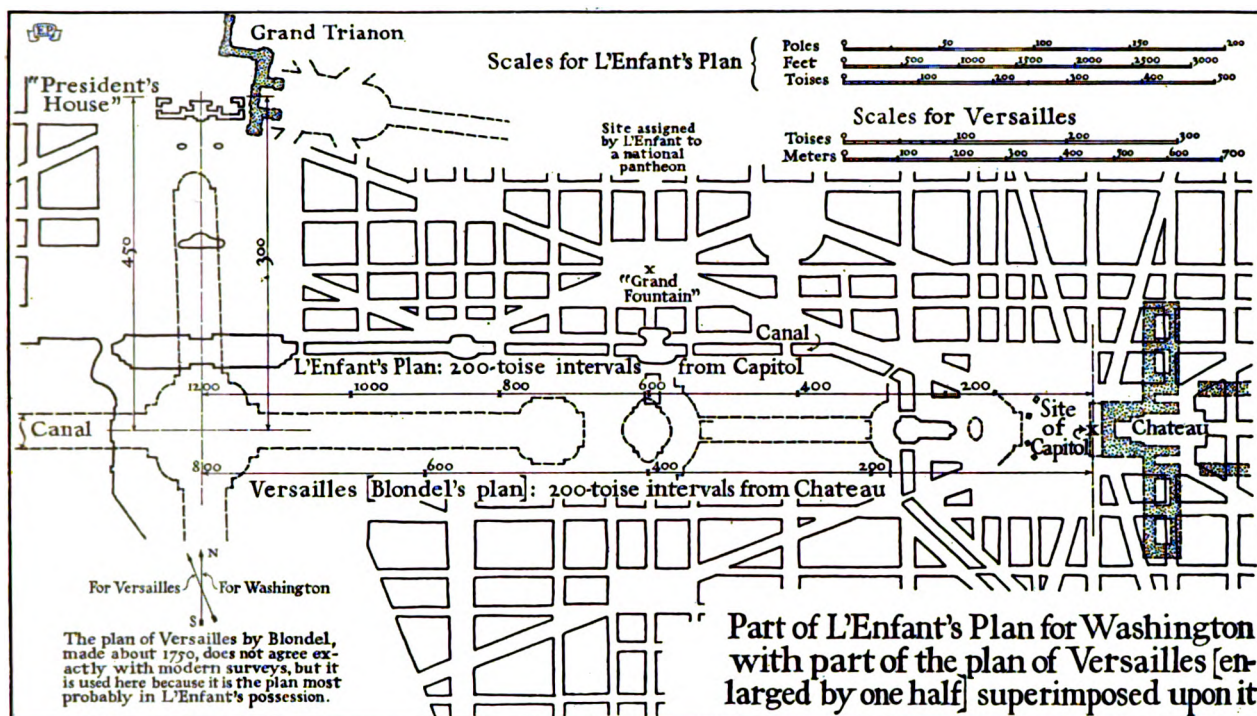 EP
Grand Trianon
"President's
House"
Scales for L'Enfant's Plan
Poles 0 50 100 150 200
Feet 0 500 1000 1500 2000 2500 3000
Toises 0 100 200 300 400 500
Scales for Versailles
Toises 0 100 200 300
Meters 0 100 200 300 400 500 600 700
Site assigned
by L'Enfant to
a national
pantheon
450
300
x
"Grand
Fountain"
Canal
L'Enfant's Plan: 200-toise intervals from Capitol
1200 1000 800 600 400 200
Canal
"Site
of
Capitol"
x
Chateau
800 600 400 200
Versailles [Blondel's plan]: 200-toise intervals from Chateau
N
For Versailles
For Washington
S
The plan of Versailles by Blondel,
made about 1750, does not agree ex-
actly with modern surveys, but it
is used here because it is the plan most
probably in L'Enfant's possession.
Part of L'Enfant's Plan for Washington
with part of the plan of Versailles [en-
larged by one half] superimposed upon it